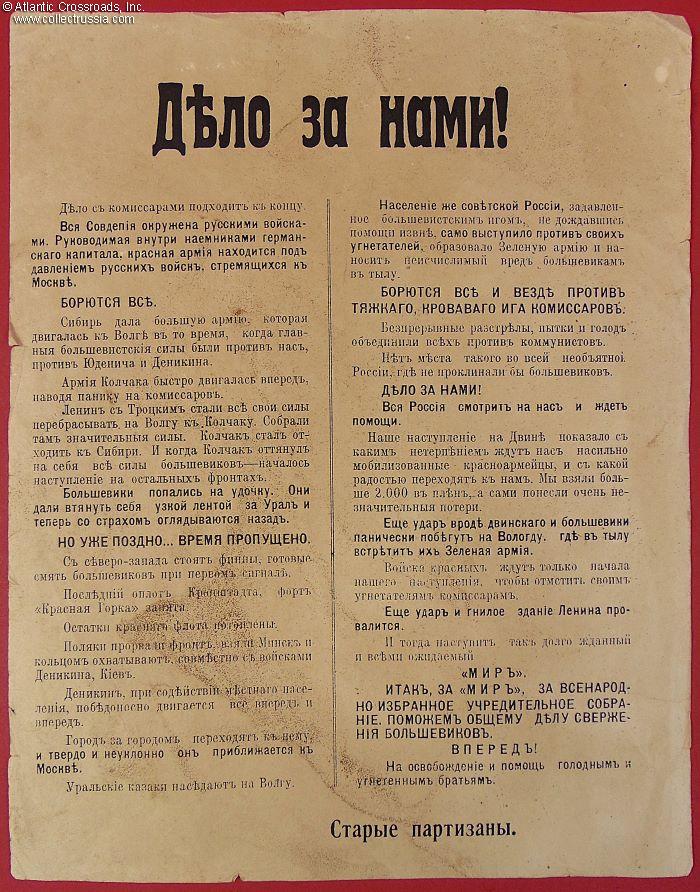 © Atlantic Crossroads, Inc.
www.collectrussia.com
Дѣло за нами!
Дѣло съ комиссарами подходитъ къ концу.
Вся Совдепія окружена русскими войска-
ми. Руководимая внутри наемниками герман-
скаго капитала, красная армія находится подъ
давленіемъ русскихъ войскъ, стремящихся къ
Москвѣ.
БОРЮТСЯ ВСѢ.
Сибирь дала большую армію, которая
двигалась къ Волгѣ въ то время, когда глав-
ныя большевистскія силы были противъ насъ,
противъ Юденича и Деникина.
Армія Колчака быстро двигалась впередъ,
наводя панику на комиссаровъ.
Ленинъ съ Троцкимъ стали всѣ свои силы
перебрасывать на Волгу къ Колчаку. Собрали
тамъ значительныя силы. Колчакъ сталъ от-
ходить къ Сибири. И когда Колчакъ оттянулъ
на себя всѣ силы большевиковъ—началось
наступленіе на остальныхъ фронтахъ.
Большевики попались на удочку. Они
дали втянуть себя узкой лентой за Уралъ и
теперь со страхомъ оглядываются назадъ.
НО УЖЕ ПОЗДНО... ВРЕМЯ ПРОПУЩЕНО.
Съ сѣверо-запада стоятъ финны, готовые
смять большевиковъ при первомъ сигналѣ.
Послѣдній оплотъ Кронштадта, фортъ
«Красная Горка» занята.
Остатки краснаго флота потоплены.
Поляки прорвали фронтъ, взяли Минскъ и
кольцомъ охватываютъ, совмѣстно съ войсками
Деникина, Кіевъ.
Деникинъ, при содѣйствіи мѣстнаго насе-
ленія, побѣдоносно двигается все впередъ и
впередъ.
Городъ за городомъ переходятъ къ нему,
и твердо и неуклонно онъ приближается къ
Москвѣ.
Уральскіе казаки насѣдаютъ на Волгу.
Населеніе же совѣтской Россіи, задавлен-
ное большевистскимъ игомъ, не дождавшись
помощи извнѣ, само выступило противъ своихъ
угнетателей, образовало Зеленую армію и на-
носитъ неисчислимый вредъ большевикамъ
въ тылу.
БОРЮТСЯ ВСѢ И ВЕЗДѢ ПРОТИВЪ
ТЯЖКАГО, КРОВАВАГО ИГА КОМИССАРОВЪ.
Безпрерывные разстрѣлы, пытки и голодъ
объединили всѣхъ противъ коммунистовъ.
Нѣтъ мѣста такого во всей необъятной
Россіи, гдѣ не проклинали бы большевиковъ.
ДѢЛО ЗА НАМИ!
Вся Россія смотритъ на насъ и ждетъ
помощи.
Наше наступленіе на Двинѣ показало съ
какимъ нетерпѣніемъ ждутъ насъ насильно
мобилизованные красноармейцы, и съ какой
радостью переходятъ къ намъ. Мы взяли боль-
ше 2.000 въ плѣнъ, а сами понесли очень не-
значительныя потери.
Еще ударъ вродѣ двинскаго и большевики
панически побѣгутъ на Вологду, гдѣ въ тылу
встрѣтитъ ихъ Зеленая армія.
Войска красныхъ ждутъ только начала
нашего наступленія, чтобы отмстить своимъ
угнетателямъ комиссарамъ.
Еще ударъ и гнилое зданіе Ленина про-
валится.
И тогда наступитъ такъ долго жданный
и всѣми ожидаемый
«МИРЪ».
ИТАКЪ, ЗА «МИРЪ», ЗА ВСЕНАРОД-
НО ИЗБРАННОЕ УЧРЕДИТЕЛЬНОЕ СОБРА-
НІЕ. ПОМОЖЕМЪ ОБЩЕМУ ДѢЛУ СВЕРЖЕ-
НІЯ БОЛЬШЕВИКОВЪ.
ВПЕРЕДЪ!
На освобожденіе и помощь голоднымъ и
угнетеннымъ братьямъ.
Старые партизаны.